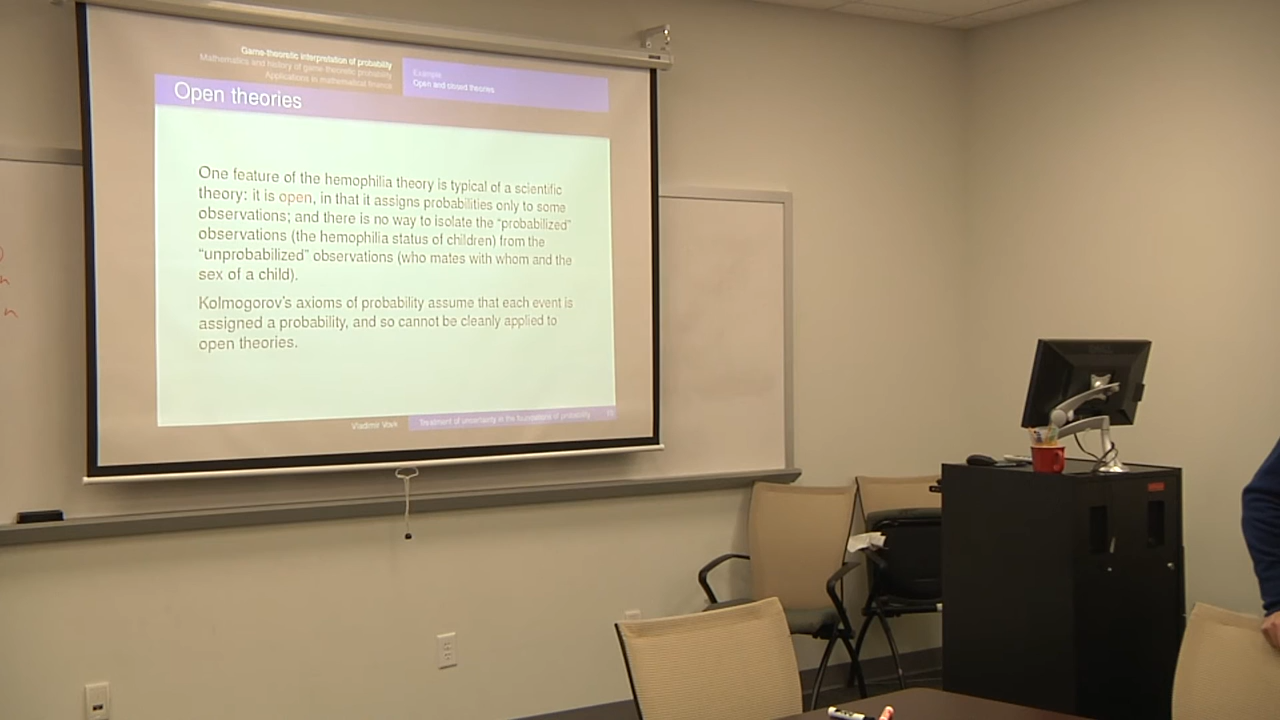 Game-theoretic interpretation of probability
Mathematics and history of game-theoretic probability
Applications in mathematical finance
Example
Open and closed theories
Open theories
One feature of the hemophilia theory is typical of a scientific
theory: it is open, in that it assigns probabilities only to some
observations; and there is no way to isolate the “probabilized”
observations (the hemophilia status of children) from the
“unprobabilized” observations (who mates with whom and the
sex of a child).
Kolmogorov's axioms of probability assume that each event is
assigned a probability, and so cannot be cleanly applied to
open theories.
Vladimir Vovk
Treatment of uncertainty in the foundations of probability